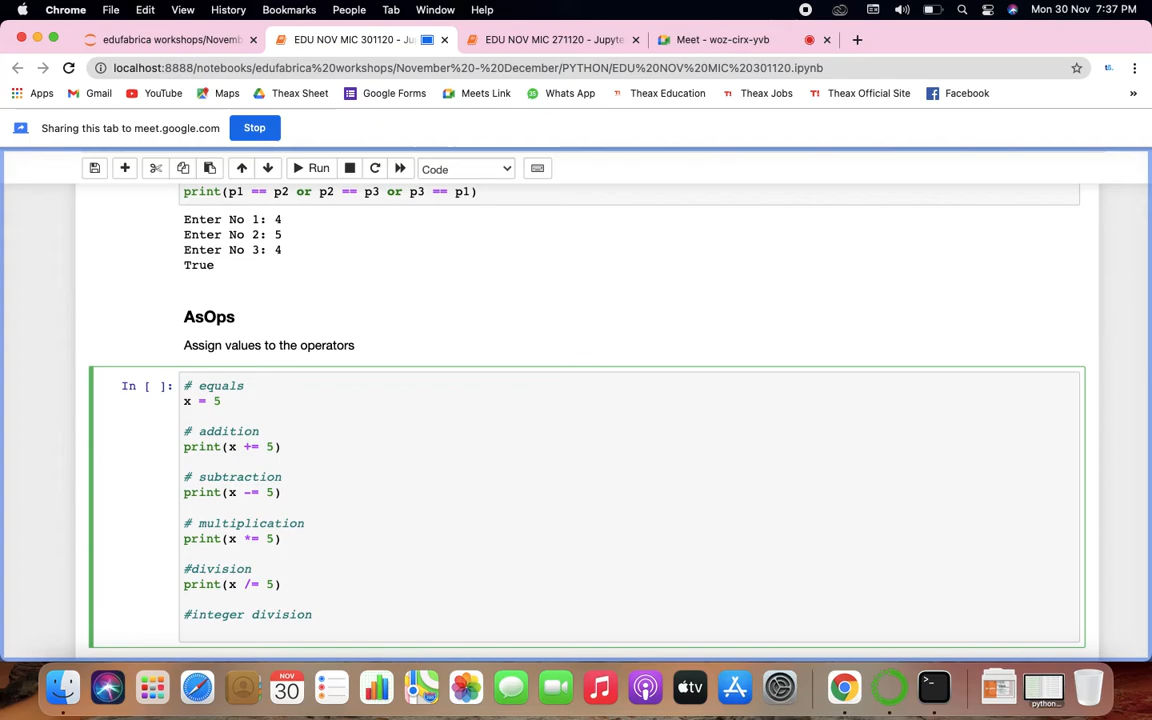 Chrome File Edit View History Bookmarks People Tab Window Help Mon 30 Nov 7:37 PM
edufabrica workshops/Novemb EDU NOV MIC 301120 - Ju EDU NOV MIC 271120 - Jupyte Meet - woz-cirx-yvb
localhost:8888/notebooks/edufabrica%20workshops/November%20-%20December/PYTHON/EDU%20NOV%20MIC%20301120.ipynb
Apps Gmail YouTube Maps Theax Sheet Google Forms Meets Link Whats App Theax Education Theax Jobs Theax Official Site Facebook »
Sharing this tab to meet.google.com Stop
Run Code
print(p1 == p2 or p2 == p3 or p3 == p1)
Enter No 1: 4
Enter No 2: 5
Enter No 3: 4
True
AsOps
Assign values to the operators
In [ ]: # equals
x = 5
# addition
print(x += 5)
# subtraction
print(x -= 5)
# multiplication
print(x *= 5)
#division
print(x /= 5)
#integer division
NOV
30
tv
python...